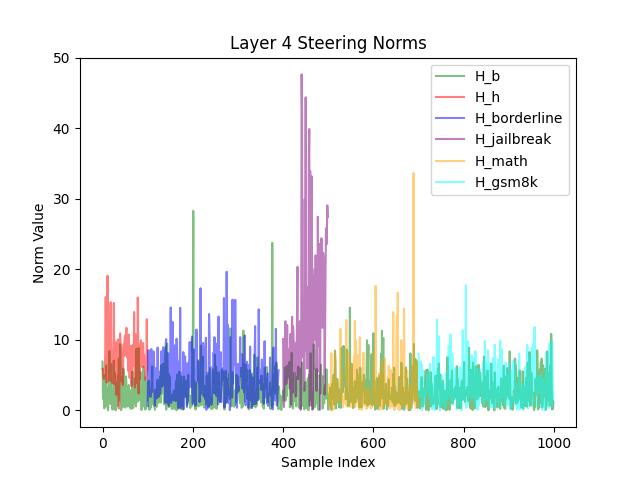 Layer 4 Steering Norms
Norm Value
50
40
30
20
10
0
H_b
H_h
H_borderline
H_jailbreak
H_math
H_gsm8k
0 200 400 600 800 1000
Sample Index